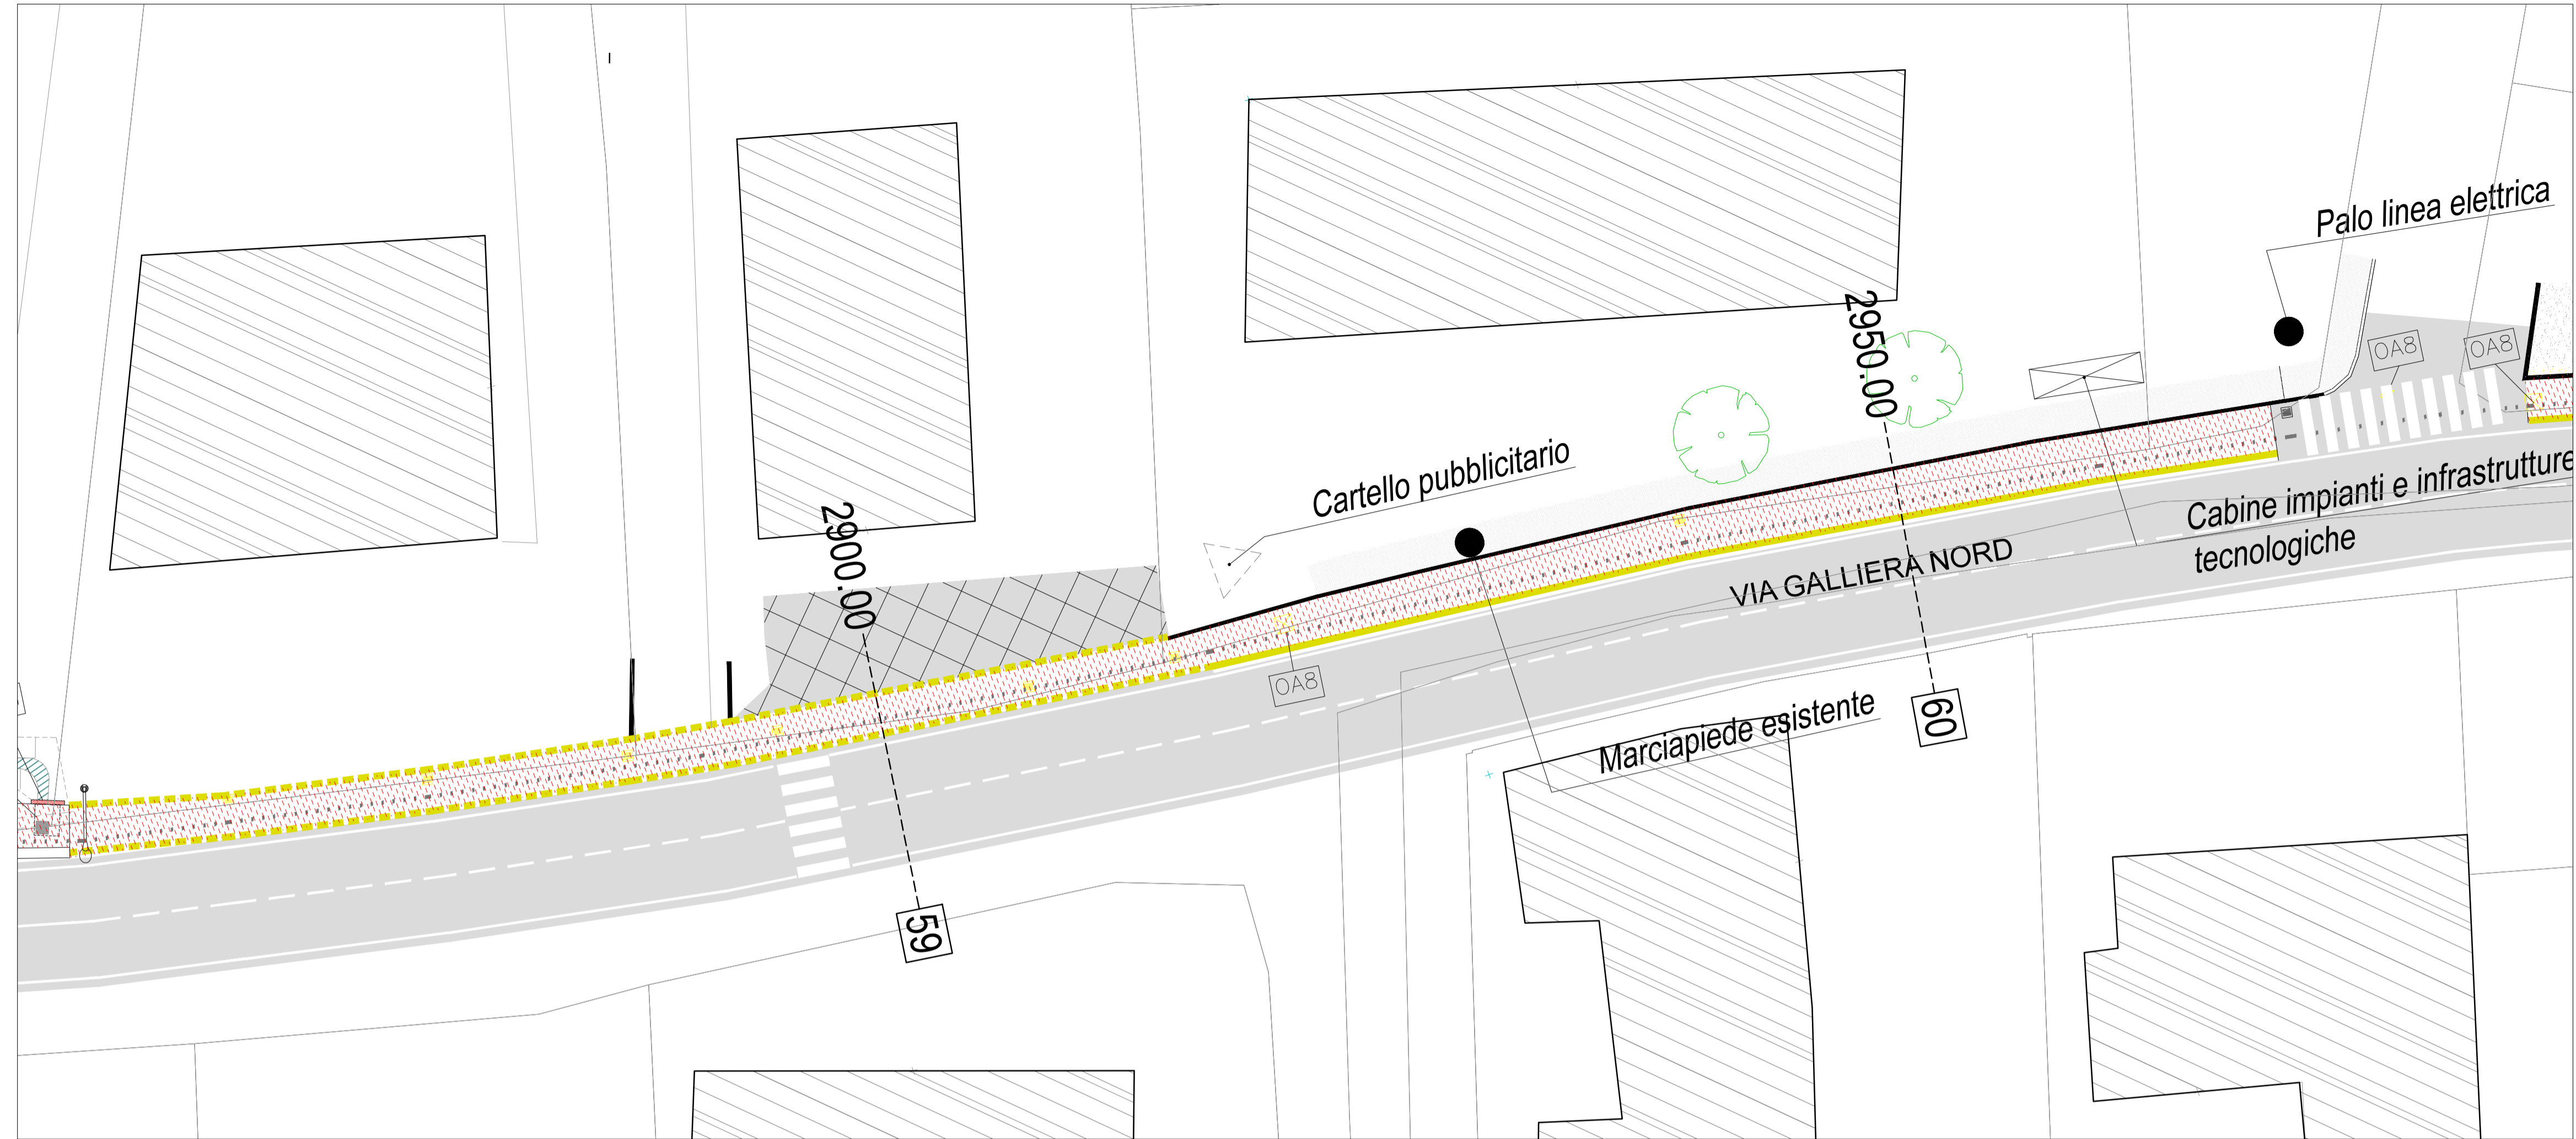 Palo linea elettrica
2950.00
OA8
OA8
Cartello pubblicitario
2900.00
Cabine impianti e infrastrutture
tecnologiche
VIA GALLIERA NORD
OA8
60
Marciapiede esistente
59